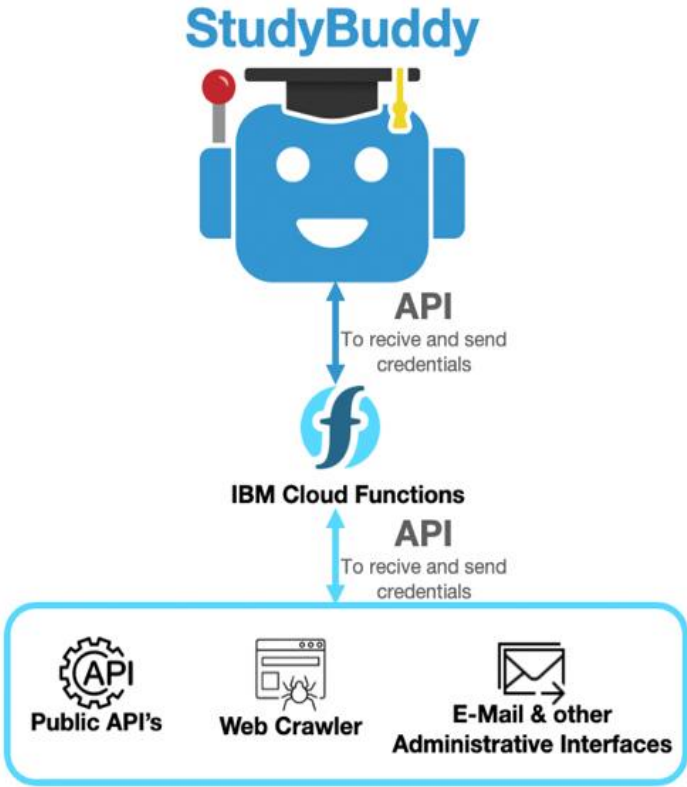 StudyBuddy
API
To recive and send
credentials
IBM Cloud Functions
API
To recive and send
credentials
API
Public API's
Web Crawler
E-Mail & other
Administrative Interfaces